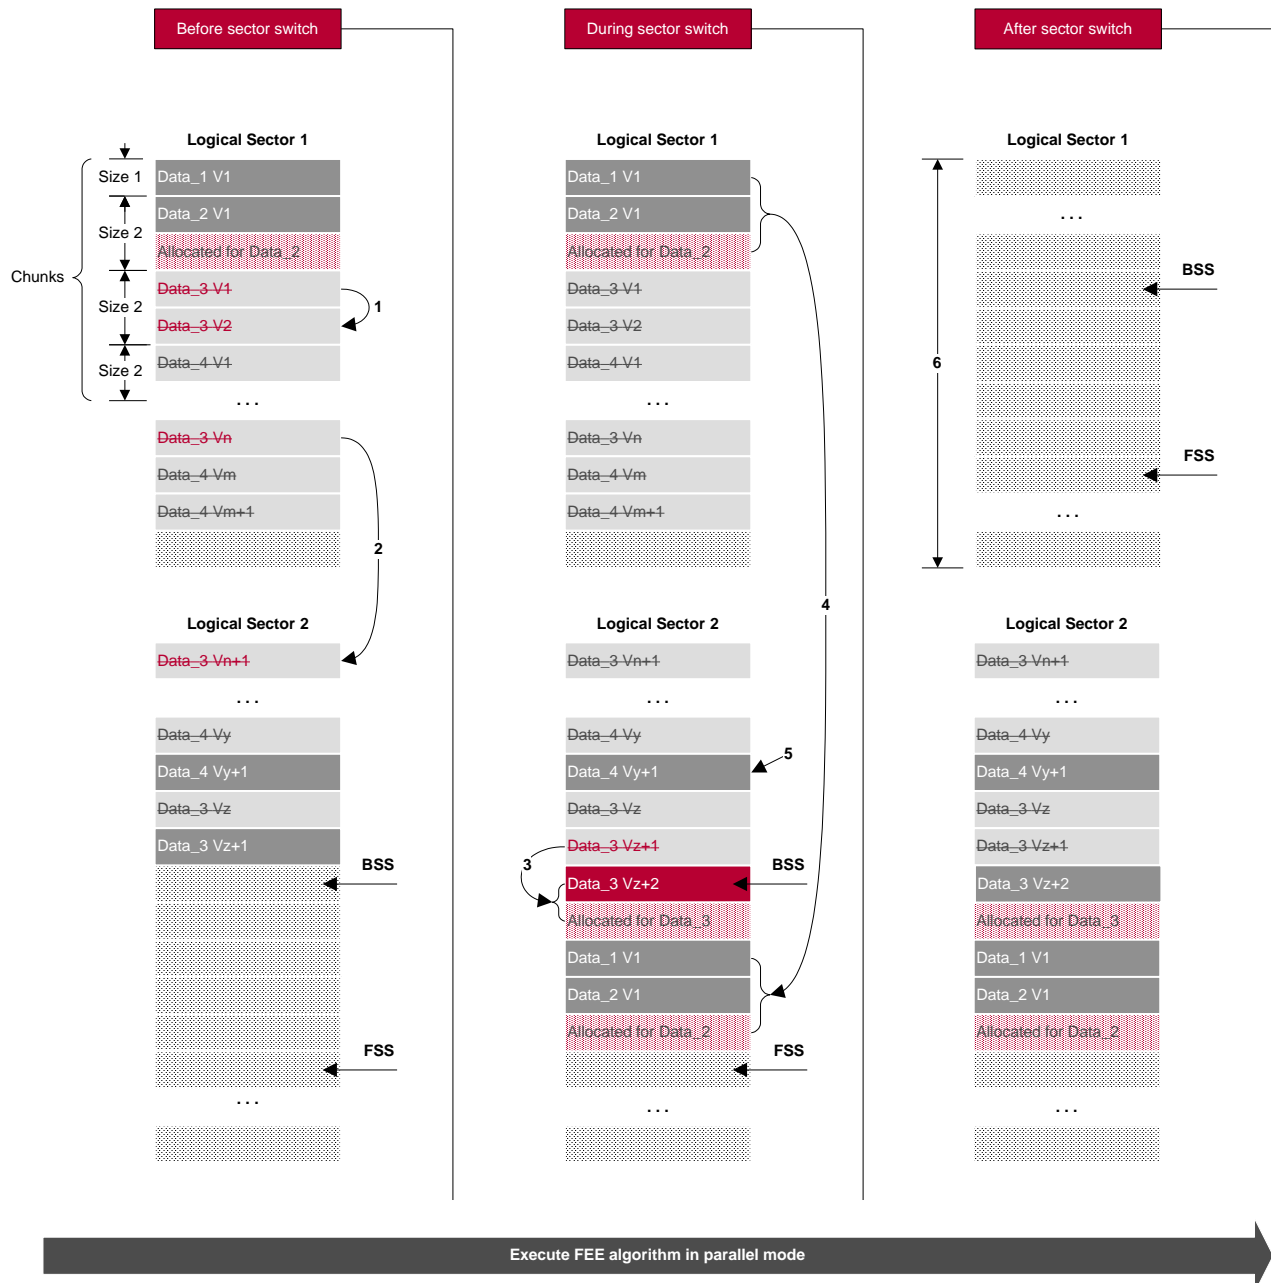 Before sector switch
Logical Sector 1
Chunks
Size 1
Data_1 V1
Size 2
Data_2 V1
Allocated for Data_2
Size 2
Data_3 V1
Data_3 V2
1
Size 2
Data_4 V1
...
Data_3 Vn
Data_4 Vm
Data_4 Vm+1
2
Logical Sector 2
Data_3 Vn+1
...
Data_4 Vy
Data_4 Vy+1
Data_3 Vz
Data_3 Vz+1
BSS
FSS
...
During sector switch
Logical Sector 1
Data_1 V1
Data_2 V1
Allocated for Data_2
Data_3 V1
Data_3 V2
Data_4 V1
...
Data_3 Vn
Data_4 Vm
Data_4 Vm+1
4
Logical Sector 2
Data_3 Vn+1
...
Data_4 Vy
Data_4 Vy+1
5
Data_3 Vz
Data_3 Vz+1
3
BSS
Data_3 Vz+2
Allocated for Data_3
Data_1 V1
Data_2 V1
Allocated for Data_2
FSS
...
After sector switch
Logical Sector 1
...
BSS
6
FSS
...
Logical Sector 2
Data_3 Vn+1
...
Data_4 Vy
Data_4 Vy+1
Data_3 Vz
Data_3 Vz+1
Data_3 Vz+2
Allocated for Data_3
Data_1 V1
Data_2 V1
Allocated for Data_2
...
Execute FEE algorithm in parallel mode